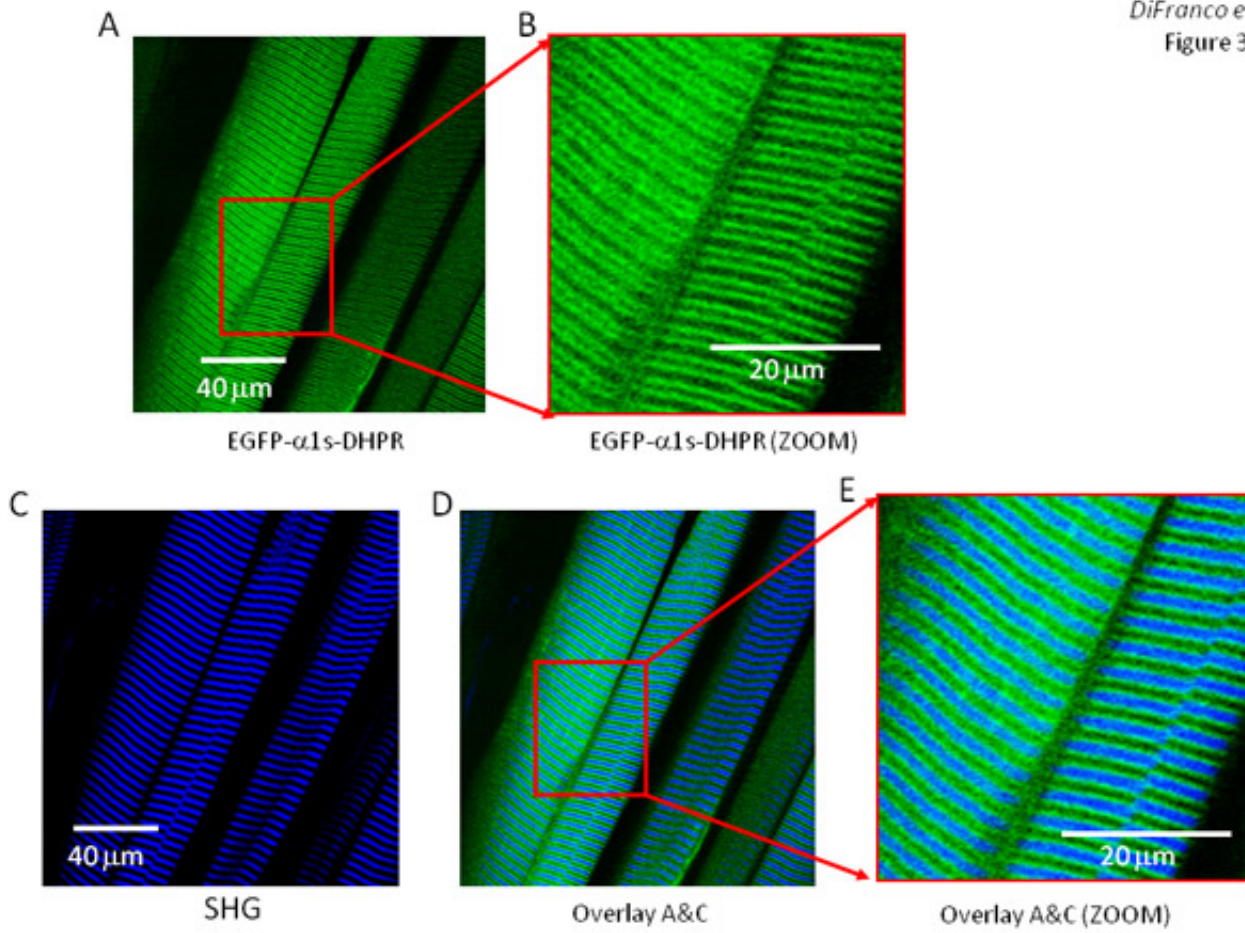 DiFranco e
Figure 3
A
B
40 μm
20 μm
EGFP-α1s-DHPR
EGFP-α1s-DHPR (ZOOM)
C
D
E
40 μm
20 μm
SHG
Overlay A&C
Overlay A&C (ZOOM)